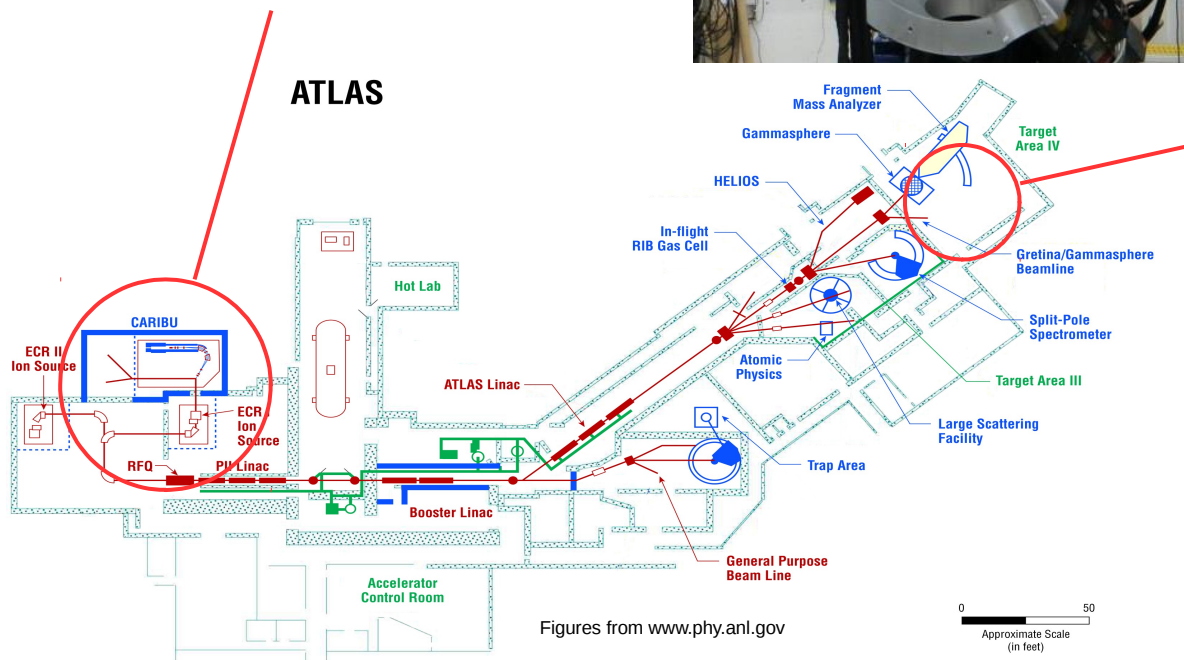 ATLAS
Fragment
Mass Analyzer
Target
Area IV
Gammasphere
HELIOS
In-flight
RIB Gas Cell
Gretina/Gammasphere
Beamline
Hot Lab
CARIBU
Split-Pole
Spectrometer
ECR II
Ion Source
Atomic
Physics
ATLAS Linac
Target Area III
ECR I
Ion
Source
Large Scattering
Facility
RFQ
PII Linac
Trap Area
Booster Linac
General Purpose
Beam Line
Accelerator
Control Room
Figures from www.phy.anl.gov
0 50
Approximate Scale
(in feet)